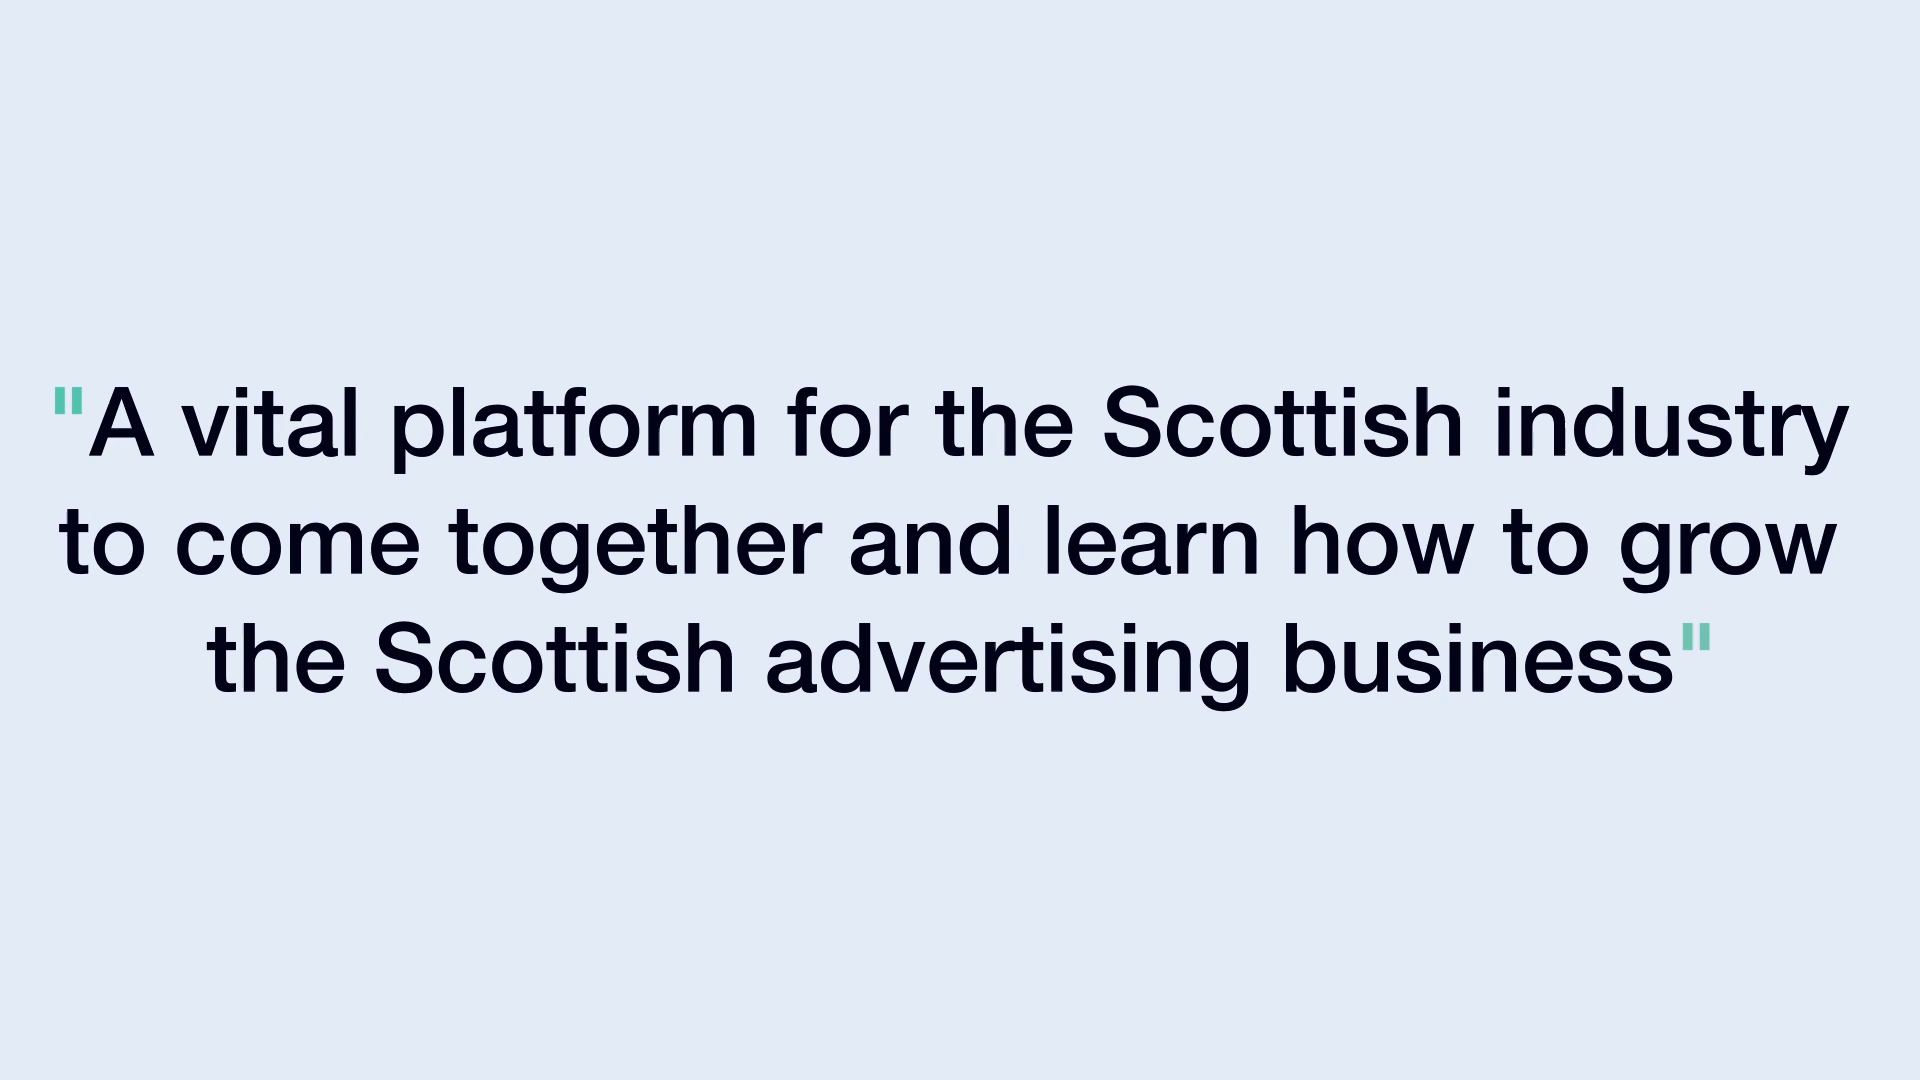 "A vital platform for the Scottish industry
to come together and learn how to grow
the Scottish advertising business"